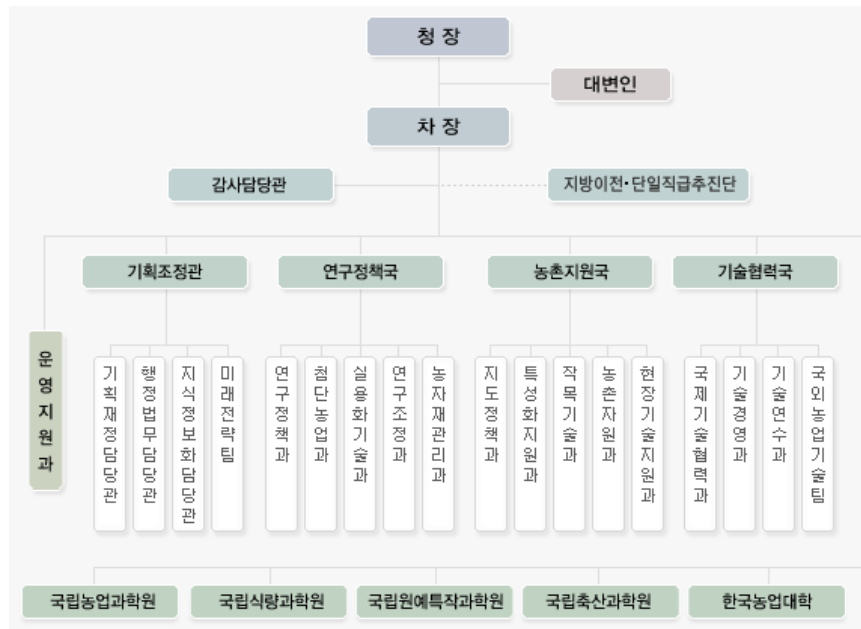 청 장
대변인
차 장
감사담당관
지방이전·단일직급추진단
기획조정관
연구정책국
농촌지원국
기술협력국
운영지원과
기획재정담당관
행정법무담당관
지식정보화담당관
미래전략팀
연구정책과
첨단농업과
실용화기술과
연구조정과
농자재관리과
지도정책과
특성화지원과
작목기술과
농촌자원과
현장기술지원과
국제기술협력과
기술경영과
기술연수과
국외농업기술팀
국립농업과학원
국립식량과학원
국립원예특작과학원
국립축산과학원
한국농업대학